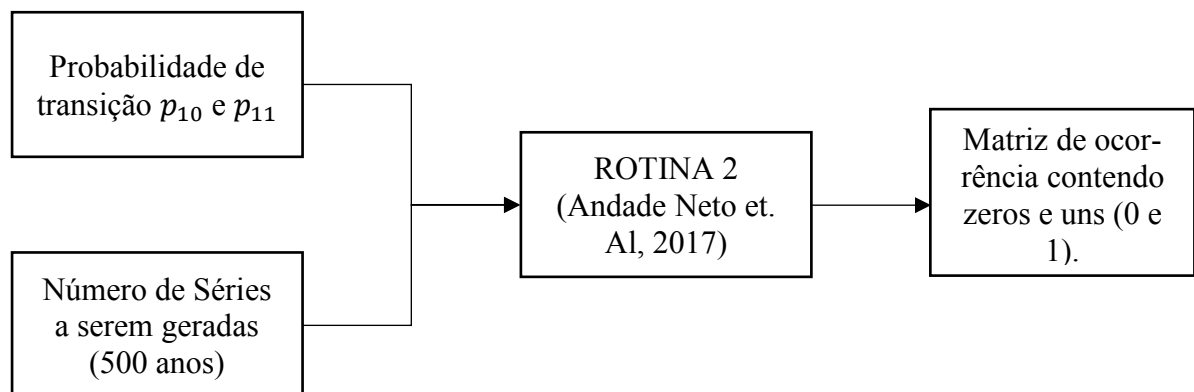 Probabilidade de
transição 𝑝₁₀ e 𝑝₁₁
Número de Séries
a serem geradas
(500 anos)
ROTINA 2
(Andade Neto et.
Al, 2017)
Matriz de ocor-
rência contendo
zeros e uns (0 e
1).